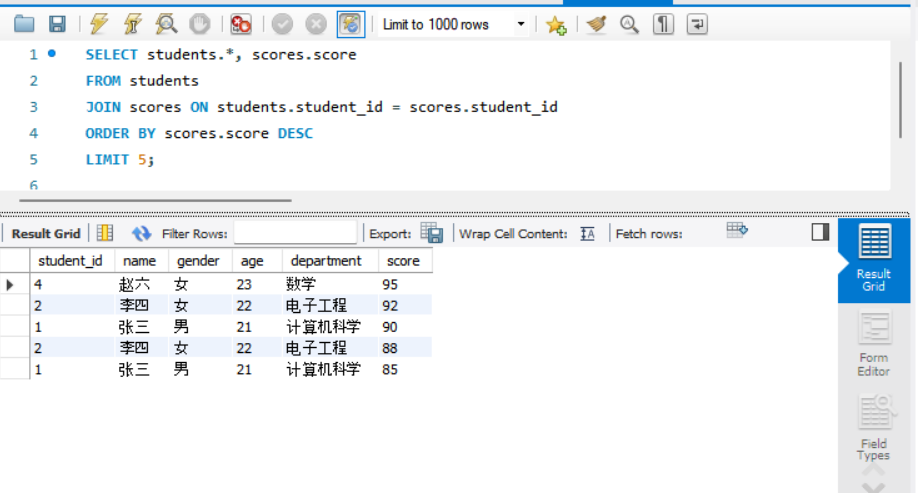 Limit to 1000 rows
1 SELECT students.*, scores.score
2 FROM students
3 JOIN scores ON students.student_id = scores.student_id
4 ORDER BY scores.score DESC
5 LIMIT 5;
6
Result Grid Filter Rows: Export: Wrap Cell Content: Fetch rows:
student_id name gender age department score
4 赵六 女 23 数学 95
2 李四 女 22 电子工程 92
1 张三 男 21 计算机科学 90
2 李四 女 22 电子工程 88
1 张三 男 21 计算机科学 85
Result
Grid
Form
Editor
Field
Types